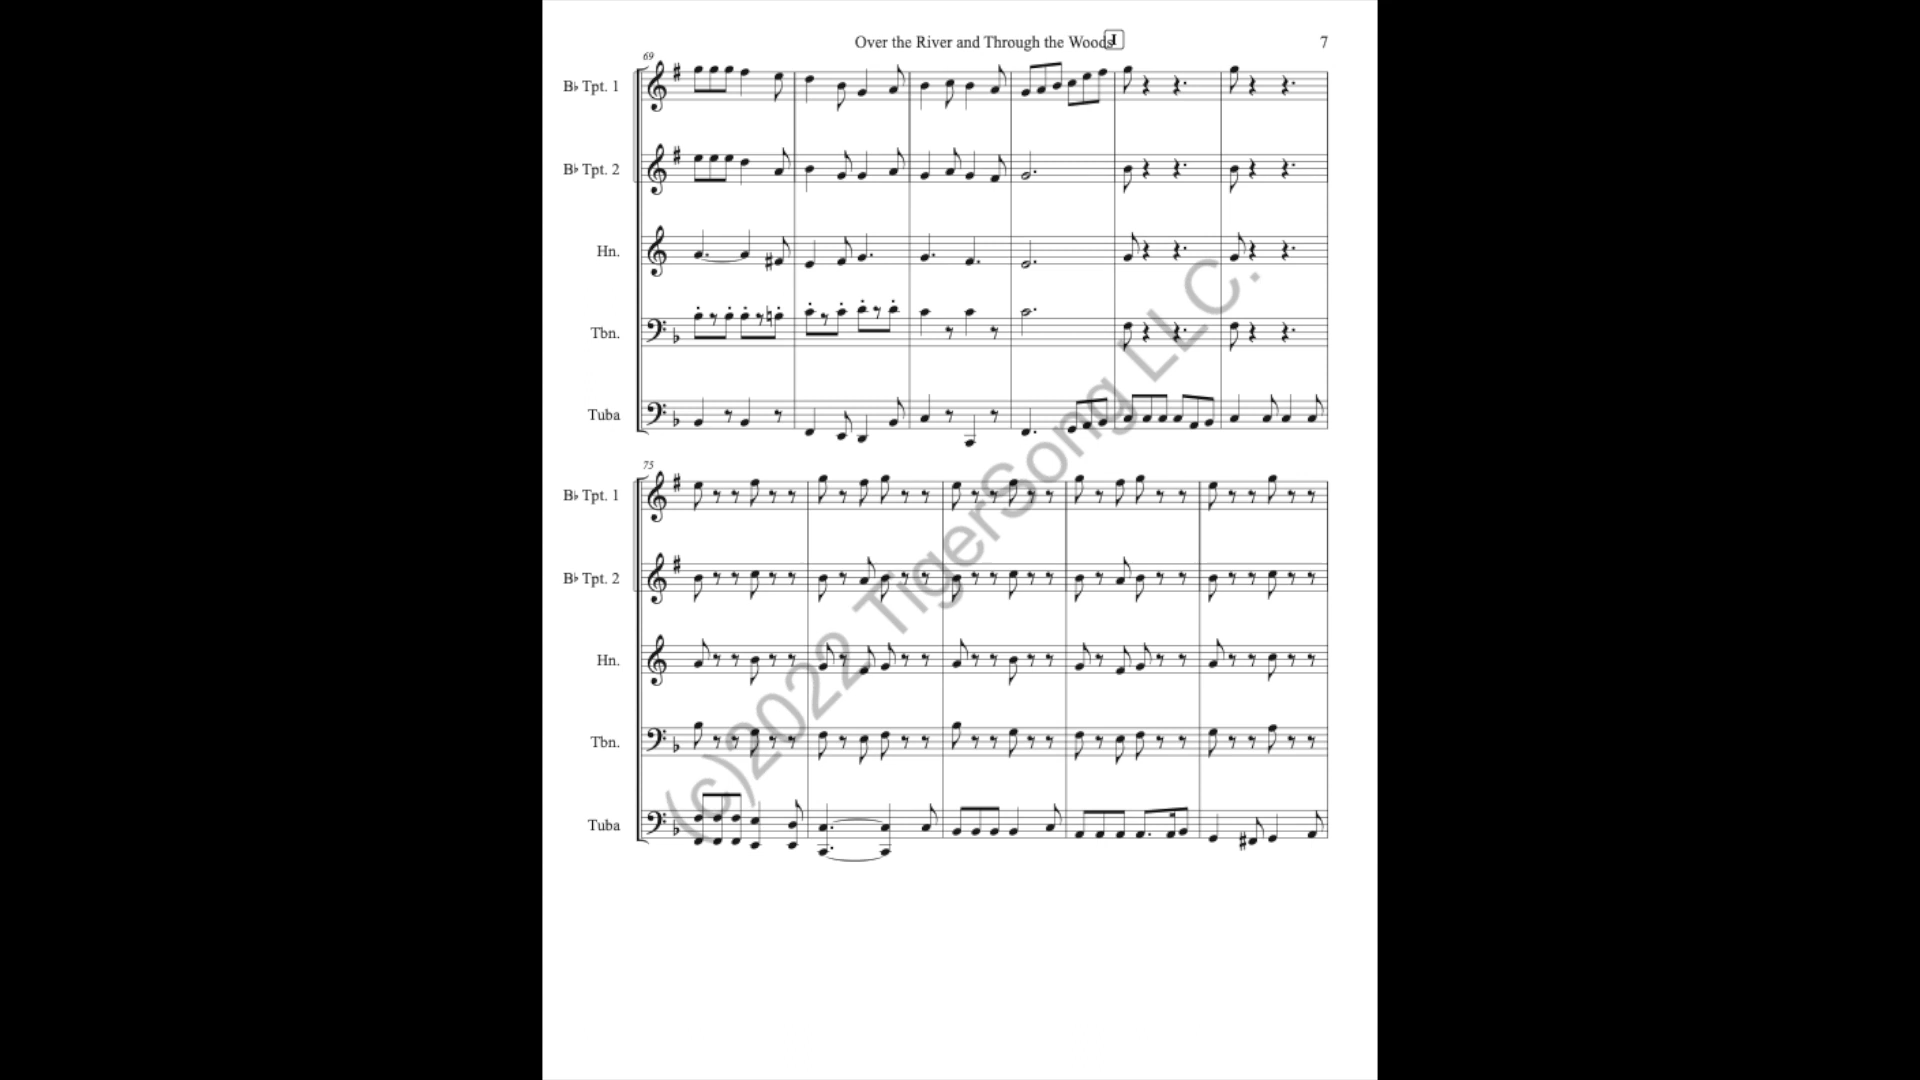 Over the River and Through the Woods
I
7
69
B♭ Tpt. 1
B♭ Tpt. 2
Hn.
Tbn.
Tuba
75
B♭ Tpt. 1
B♭ Tpt. 2
Hn.
Tbn.
Tuba
(c)2022 TigerSong LLC.